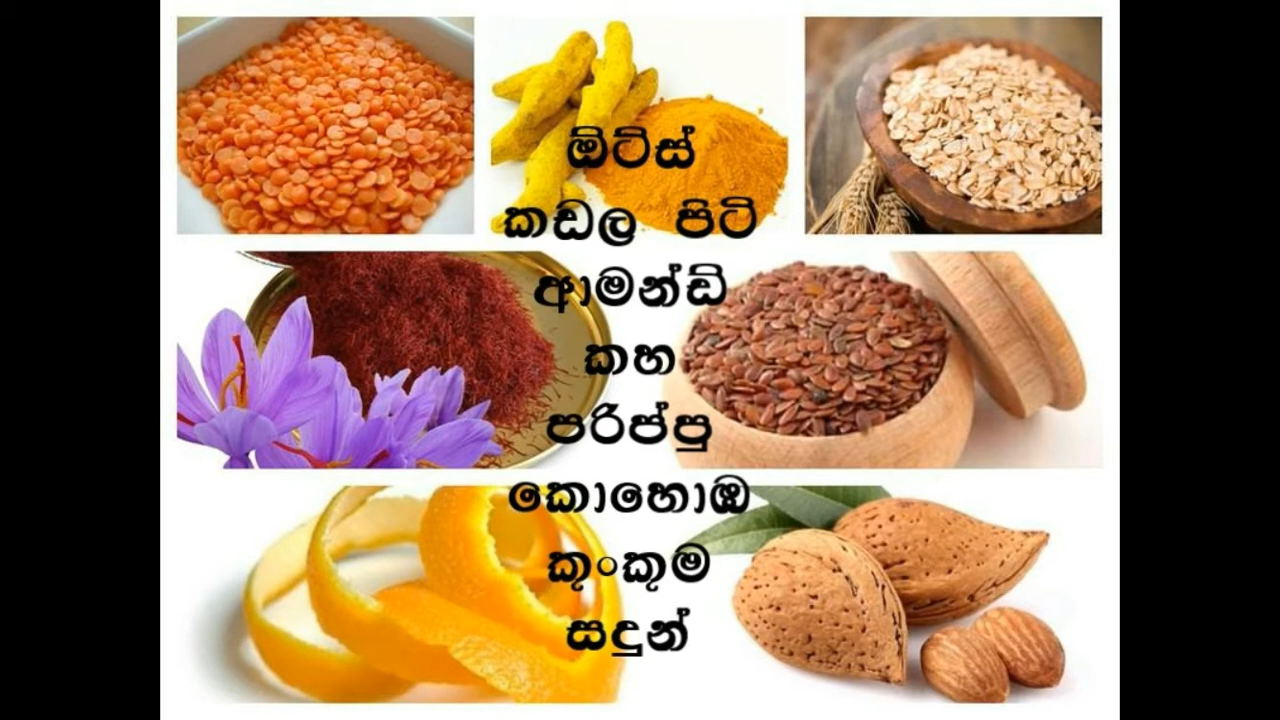 ඕට්ස්
කඩල පිටි
ආමන්ඩ්
කහ
පරිප්පු
කොහොඹ
කුංකුම
සඳුන්